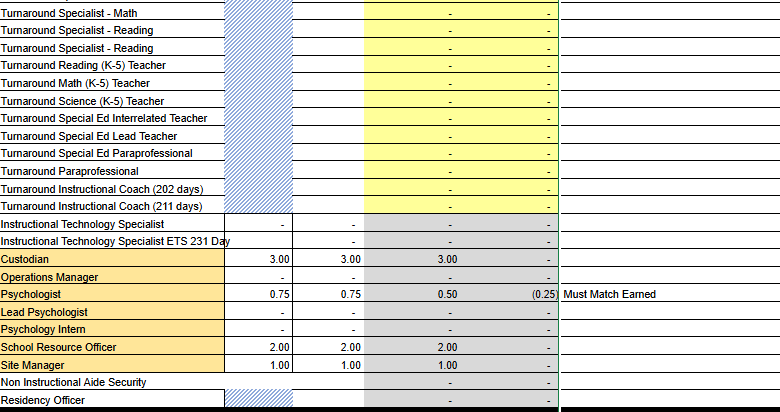 Turnaround Specialist - Math - -
Turnaround Specialist - Reading - -
Turnaround Specialist - Reading - -
Turnaround Reading (K-5) Teacher - -
Turnaround Math (K-5) Teacher - -
Turnaround Science (K-5) Teacher - -
Turnaround Special Ed Interrelated Teacher - -
Turnaround Special Ed Lead Teacher - -
Turnaround Special Ed Paraprofessional - -
Turnaround Paraprofessional - -
Turnaround Instructional Coach (202 days) - -
Turnaround Instructional Coach (211 days) - -
Instructional Technology Specialist - - - -
Instructional Technology Specialist ETS 231 Day - - -
Custodian 3.00 3.00 3.00 -
Operations Manager - - - -
Psychologist 0.75 0.75 0.50 (0.25) Must Match Earned
Lead Psychologist - - - -
Psychology Intern - - - -
School Resource Officer 2.00 2.00 2.00 -
Site Manager 1.00 1.00 1.00 -
Non Instructional Aide Security - -
Residency Officer - -